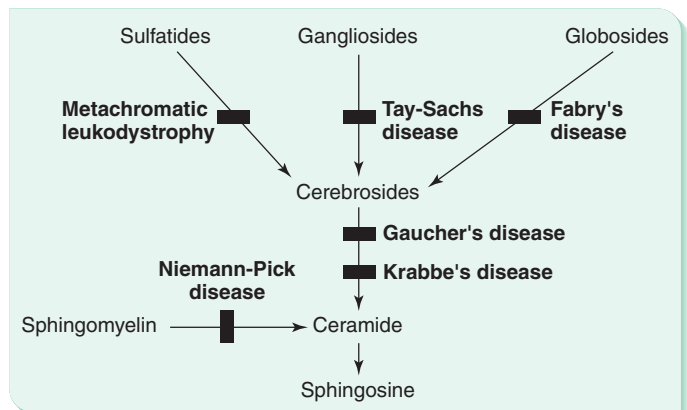 Sulfatides
Gangliosides
Globosides
Metachromatic
leukodystrophy
Tay-Sachs
disease
Fabry's
disease
Cerebrosides
Gaucher's disease
Krabbe's disease
Niemann-Pick
disease
Sphingomyelin
Ceramide
Sphingosine